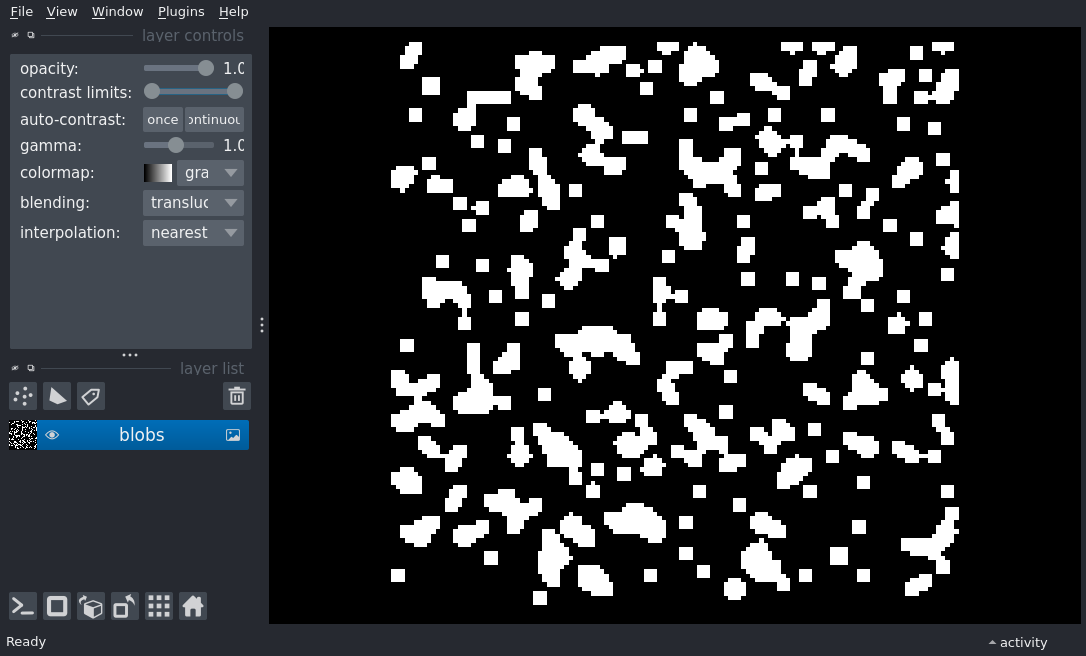 File View Window Plugins Help
layer controls
opacity: 1.0
contrast limits:
auto-contrast: once ontinuou
gamma: 1.0
colormap: gra
blending: transluc
interpolation: nearest
layer list
blobs
Ready activity